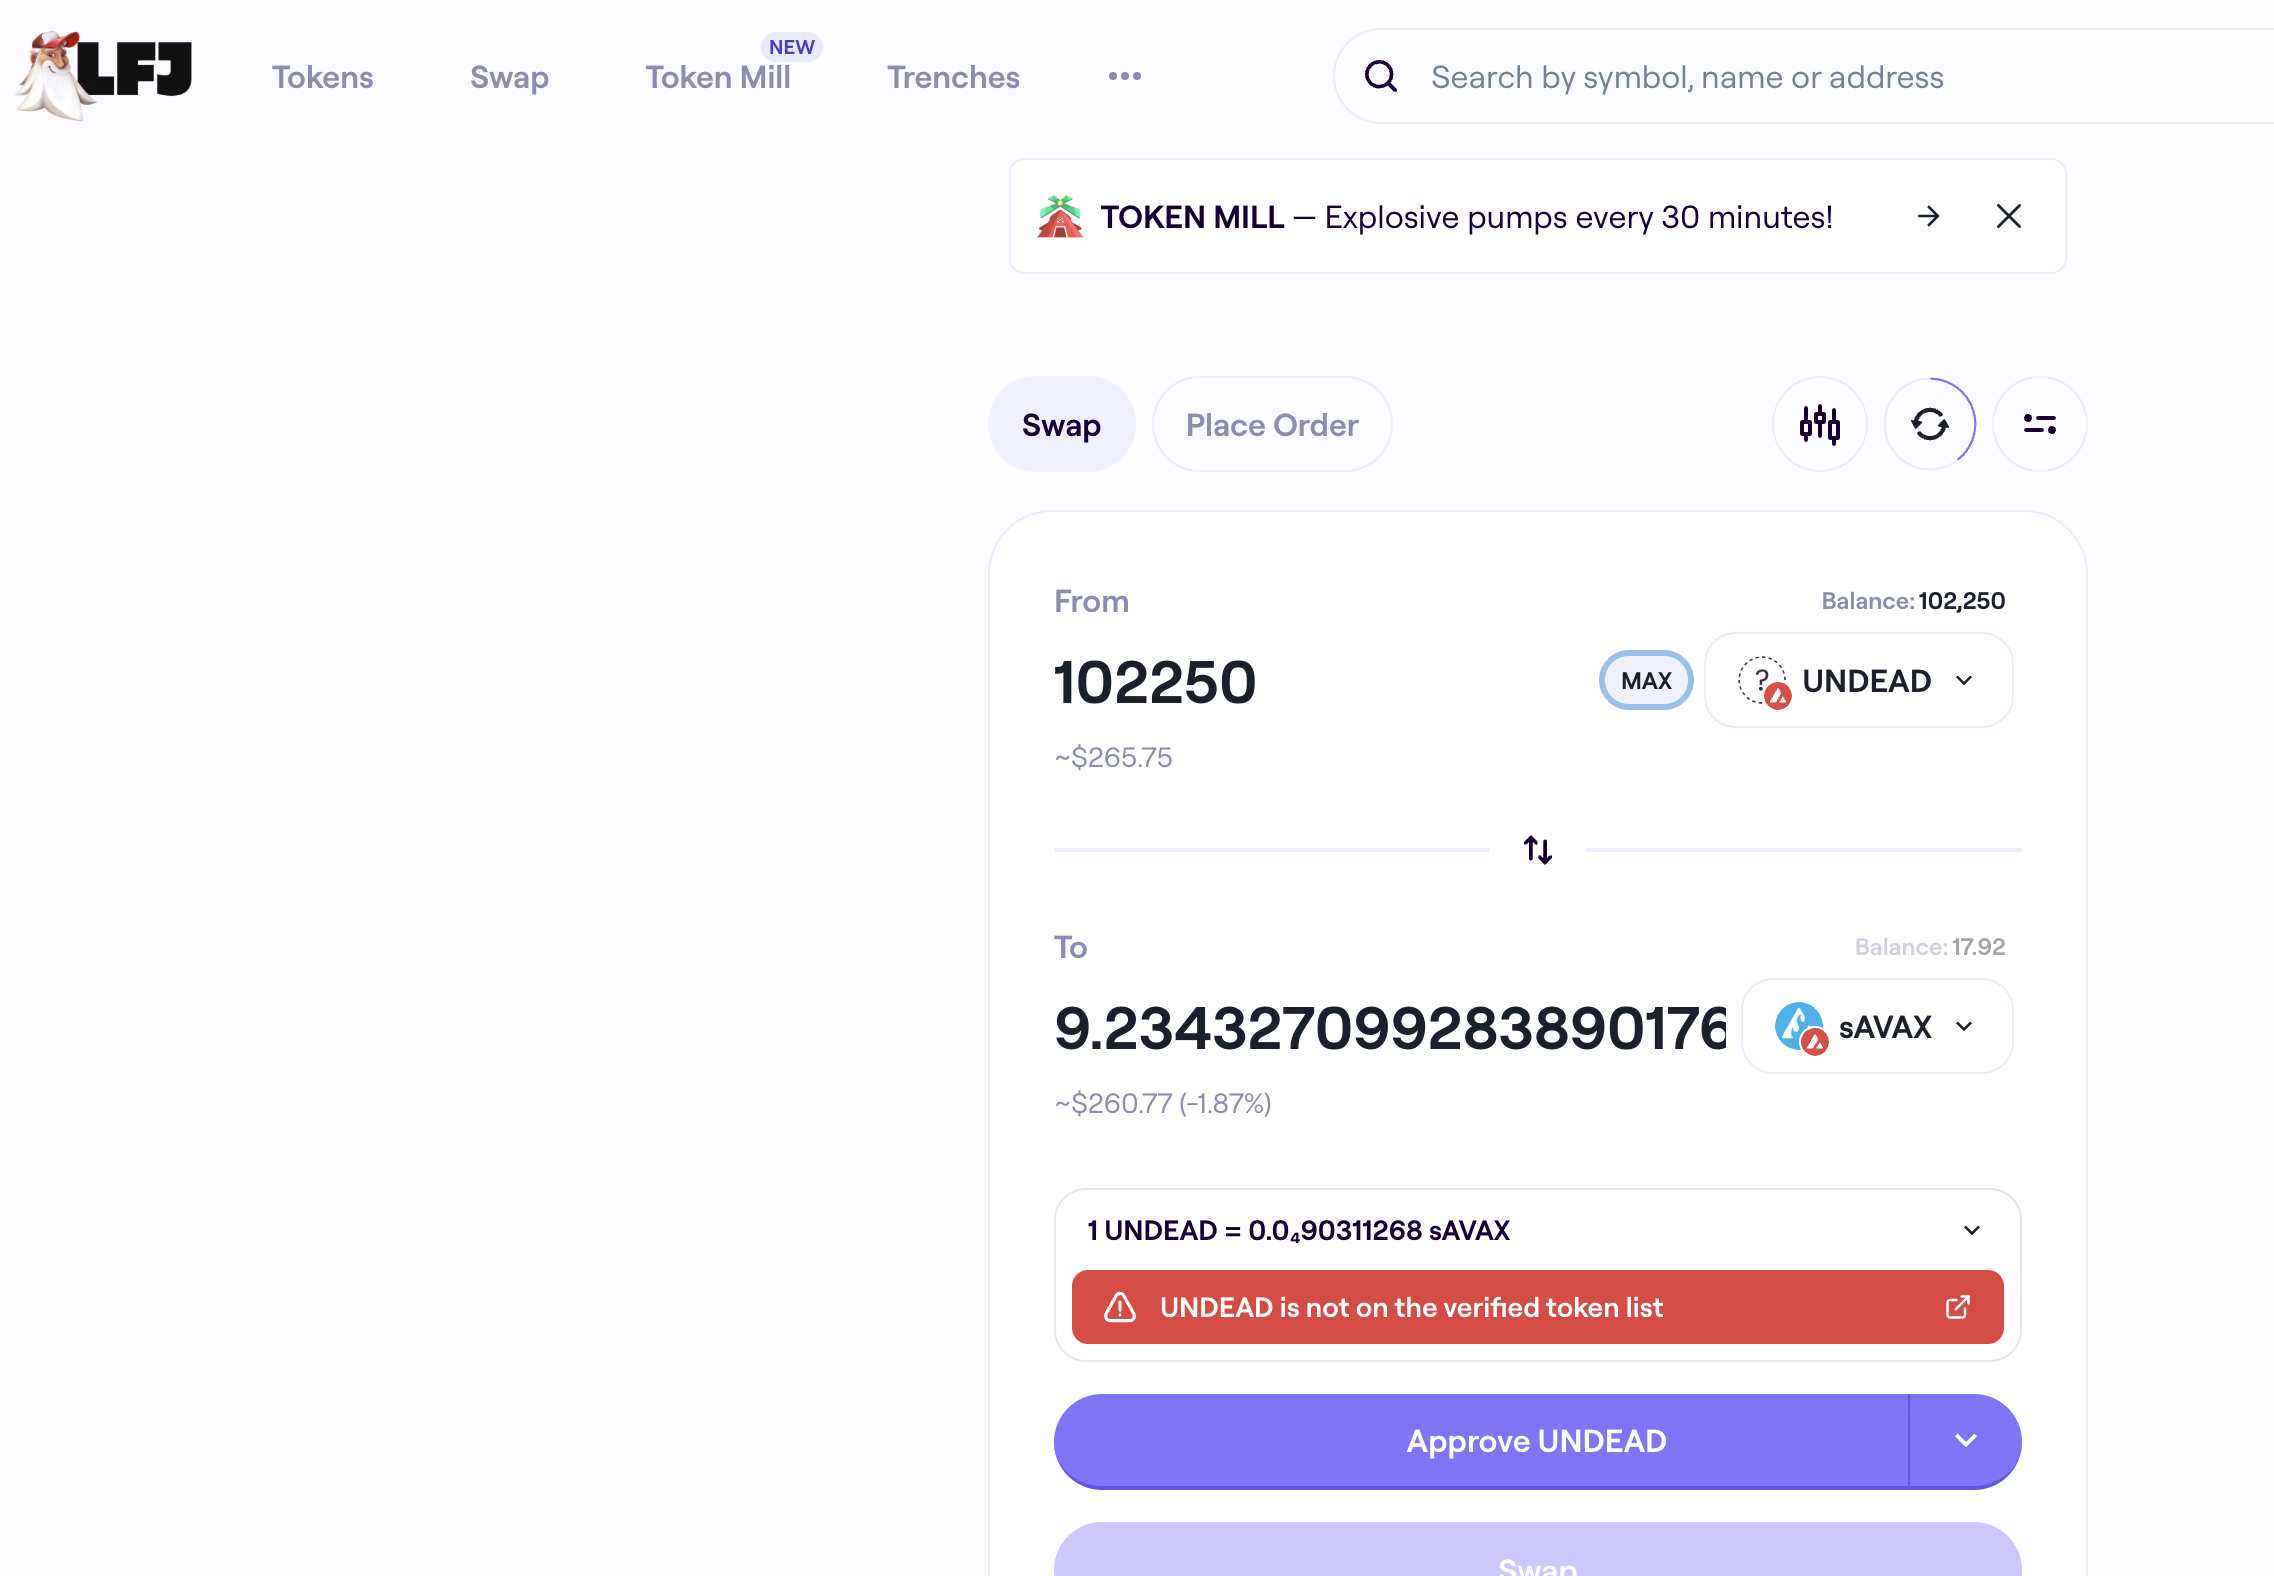 LFJ
Tokens
Swap
Token Mill
NEW
Trenches
Search by symbol, name or address
TOKEN MILL — Explosive pumps every 30 minutes!
Swap
Place Order
From
Balance: 102,250
102250
MAX
? UNDEAD
~$265.75
To
Balance: 17.92
9.2343270992838890176
sAVAX
~$260.77 (-1.87%)
1 UNDEAD = 0.0₄90311268 sAVAX
UNDEAD is not on the verified token list
Approve UNDEAD
Swap